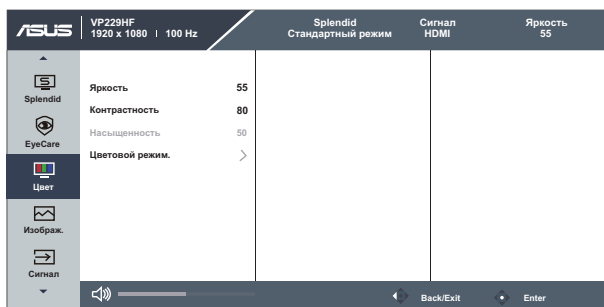 ASUS
VP229HF
1920 x 1080 | 100 Hz
Splendid
Стандартный режим
Сигнал
HDMI
Яркость
55
Splendid
EyeCare
Цвет
Изображ.
Сигнал
Яркость 55
Контрастность 80
Насыщенность 50
Цветовой режим.
Back/Exit
Enter